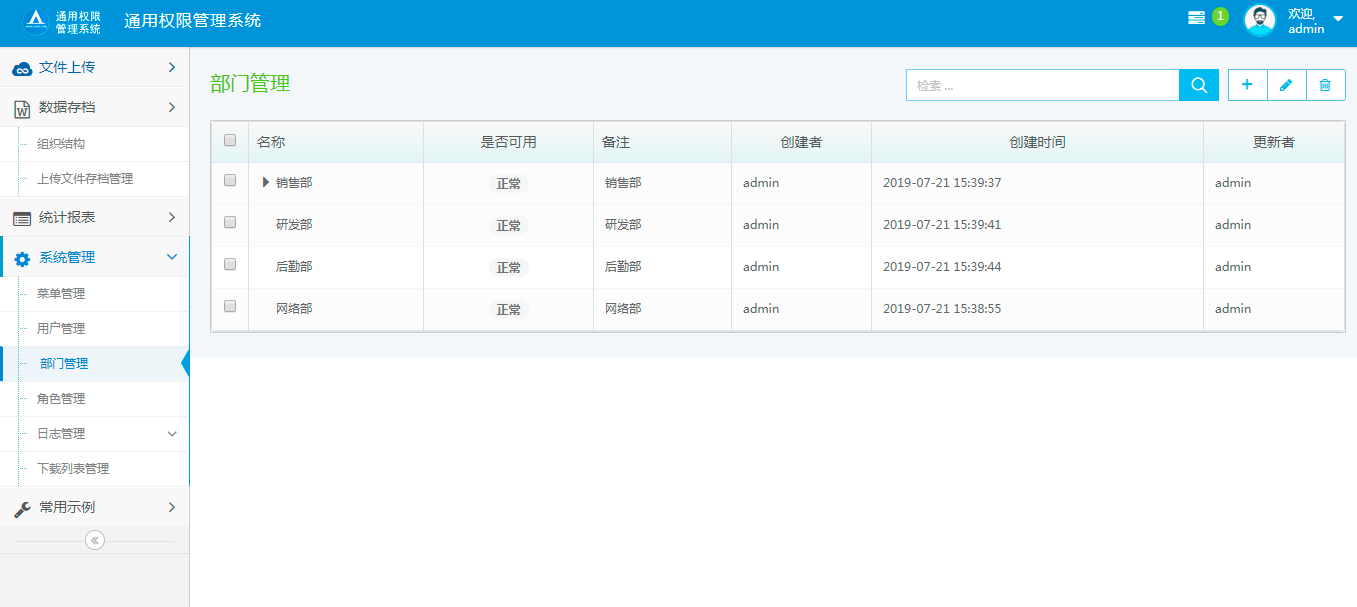 通用权限
管理系统
通用权限管理系统
1
欢迎,
admin
文件上传
数据存档
组织结构
上传文件存档管理
统计报表
系统管理
菜单管理
用户管理
部门管理
角色管理
日志管理
下载列表管理
常用示例
部门管理
检索 ...
名称 是否可用 备注 创建者 创建时间 更新者
销售部 正常 销售部 admin 2019-07-21 15:39:37 admin
研发部 正常 研发部 admin 2019-07-21 15:39:41 admin
后勤部 正常 后勤部 admin 2019-07-21 15:39:44 admin
网络部 正常 网络部 admin 2019-07-21 15:38:55 admin